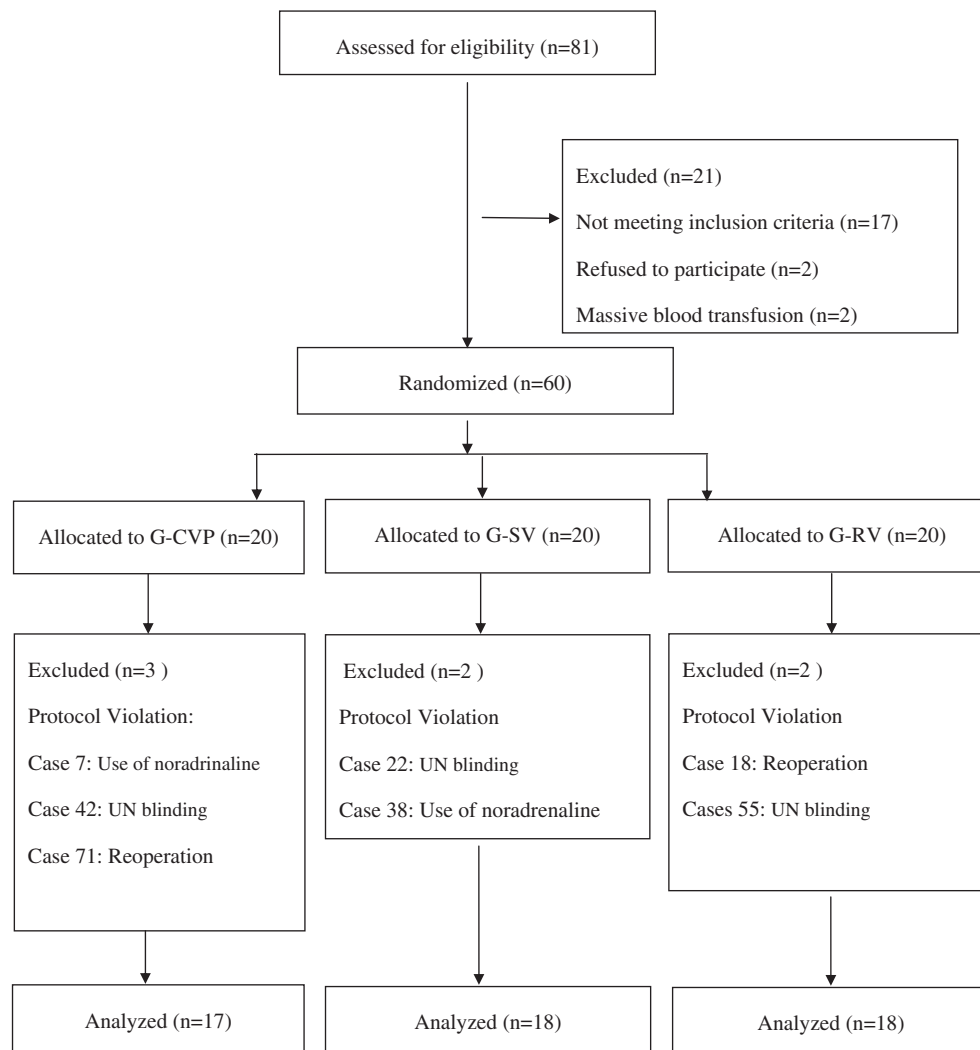 Assessed for eligibility (n=81)
Excluded (n=21)
Not meeting inclusion criteria (n=17)
Refused to participate (n=2)
Massive blood transfusion (n=2)
Randomized (n=60)
Allocated to G-CVP (n=20)
Allocated to G-SV (n=20)
Allocated to G-RV (n=20)
Excluded (n=3 )
Protocol Violation:
Case 7: Use of noradrinaline
Case 42: UN blinding
Case 71: Reoperation
Excluded (n=2 )
Protocol Violation
Case 22: UN blinding
Case 38: Use of noradrenaline
Excluded (n=2 )
Protocol Violation
Case 18: Reoperation
Cases 55: UN blinding
Analyzed (n=17)
Analyzed (n=18)
Analyzed (n=18)